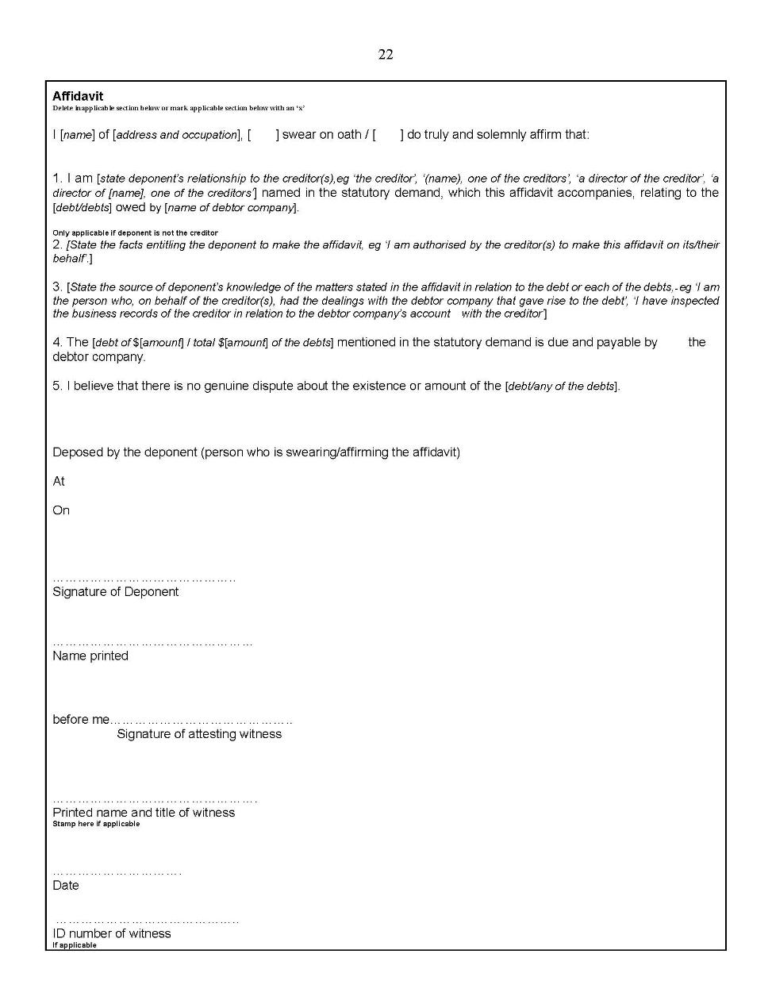 22
Affidavit
Delete inapplicable section below or mark applicable section below with an ‘x’
I [name] of [address and occupation], [ ] swear on oath / [ ] do truly and solemnly affirm that:
1. I am [state deponent’s relationship to the creditor(s),eg ‘the creditor’, ‘(name), one of the creditors’, ‘a director of the creditor’, ‘a
director of [name], one of the creditors’] named in the statutory demand, which this affidavit accompanies, relating to the
[debt/debts] owed by [name of debtor company].
Only applicable if deponent is not the creditor
2. [State the facts entitling the deponent to make the affidavit, eg ‘I am authorised by the creditor(s) to make this affidavit on its/their
behalf’.]
3. [State the source of deponent’s knowledge of the matters stated in the affidavit in relation to the debt or each of the debts,-eg ‘I am
the person who, on behalf of the creditor(s), had the dealings with the debtor company that gave rise to the debt’, ‘I have inspected
the business records of the creditor in relation to the debtor company’s account with the creditor’]
4. The [debt of $[amount] / total $[amount] of the debts] mentioned in the statutory demand is due and payable by the
debtor company.
5. I believe that there is no genuine dispute about the existence or amount of the [debt/any of the debts].
Deposed by the deponent (person who is swearing/affirming the affidavit)
At
On
……………………………………..
Signature of Deponent
…………………………………………
Name printed
before me……………………………………..
Signature of attesting witness
………………………………………….
Printed name and title of witness
Stamp here if applicable
………………………….
Date
……………………………………..
ID number of witness
If applicable